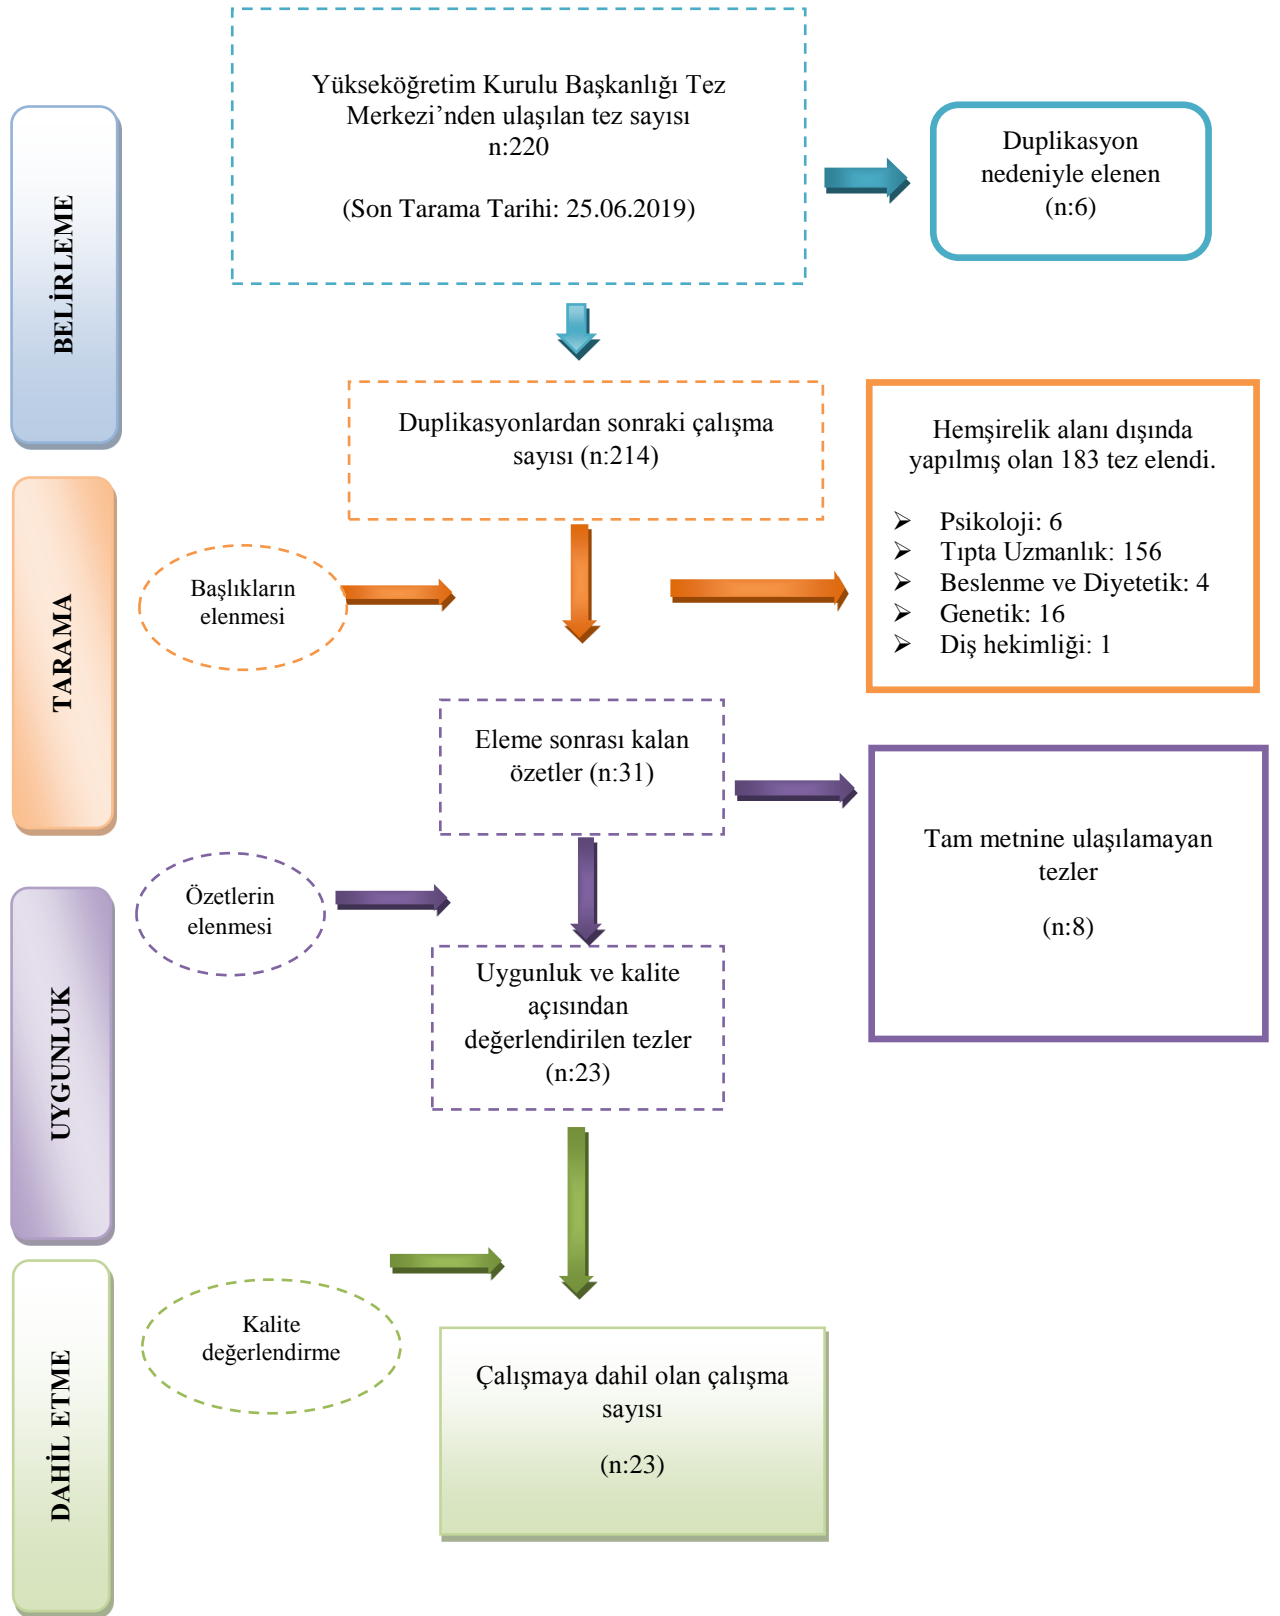 BELİRLEME
Yükseköğretim Kurulu Başkanlığı Tez
Merkezi’nden ulaşılan tez sayısı
n:220
(Son Tarama Tarihi: 25.06.2019)
Duplikasyon
nedeniyle elenen
(n:6)
Duplikasyonlardan sonraki çalışma
sayısı (n:214)
TARAMA
Başlıkların
elenmesi
Hemşirelik alanı dışında
yapılmış olan 183 tez elendi.
➢ Psikoloji: 6
➢ Tıpta Uzmanlık: 156
➢ Beslenme ve Diyetetik: 4
➢ Genetik: 16
➢ Diş hekimliği: 1
Eleme sonrası kalan
özetler (n:31)
Tam metnine ulaşılamayan
tezler
(n:8)
UYGUNLUK
Özetlerin
elenmesi
Uygunluk ve kalite
açısından
değerlendirilen tezler
(n:23)
DAHİL ETME
Kalite
değerlendirme
Çalışmaya dahil olan çalışma
sayısı
(n:23)